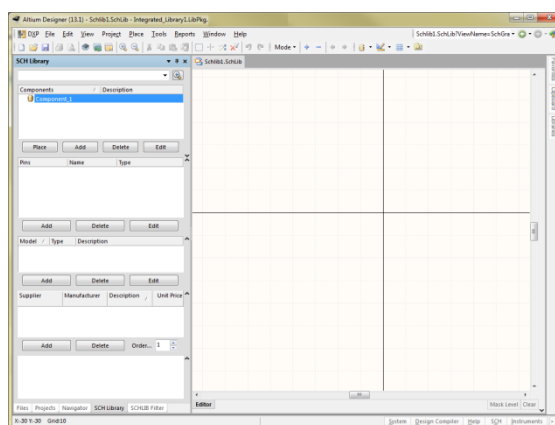 Altium Designer (13.1) - Schlib1.SchLib - Integrated_Library1.LibPkg.
DXP File Edit View Project Place Tools Reports Window Help Schlib1.SchLib?ViewName=SchGra
Mode
SCH Library
Schlib1.SchLib
Components / Description
Component_1
Place Add Delete Edit
Pins Name Type
Add Delete Edit
Model / Type Description
Add Delete Edit
Supplier Manufacturer Description / Unit Price
Add Delete Order... 1
Files Projects Navigator SCH Library SCHLIB Filter
Editor Mask Level Clear
X:-30 Y:-30 Grid:10 System Design Compiler Help SCH Instruments
Libraries